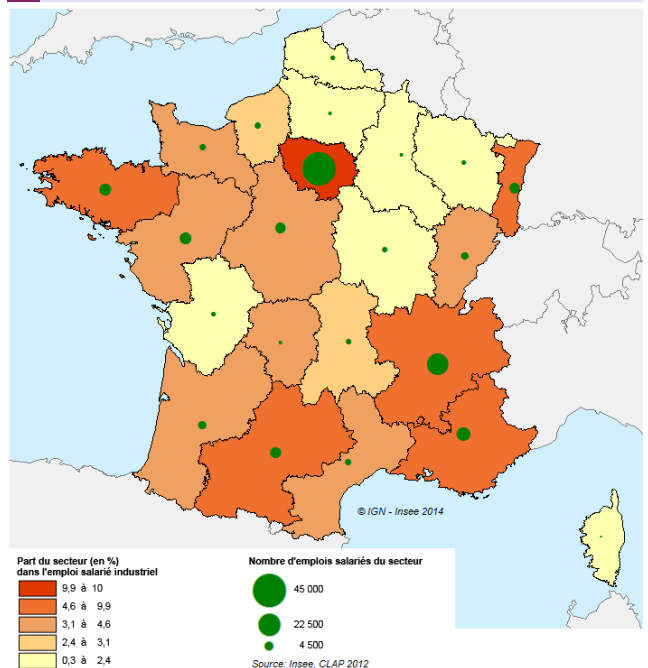 © IGN - Insee 2014
Part du secteur (en %)
dans l'emploi salarié industriel
9,9 à 10
4,6 à 9,9
3,1 à 4,6
2,4 à 3,1
0,3 à 2,4
Nombre d'emplois salariés du secteur
45 000
22 500
4 500
Source: Insee, CLAP 2012